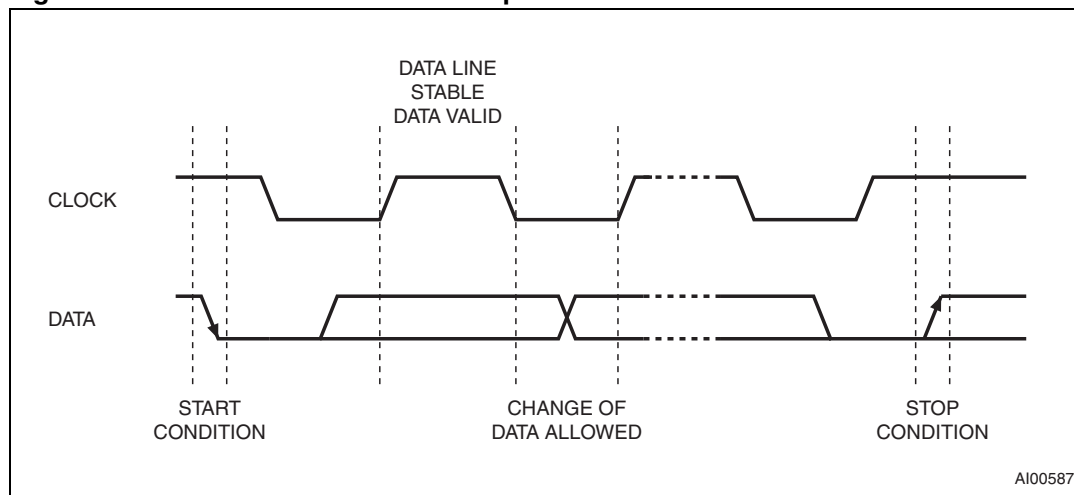 DATA LINE
STABLE
DATA VALID
CLOCK
DATA
START
CONDITION
CHANGE OF
DATA ALLOWED
STOP
CONDITION
AI00587